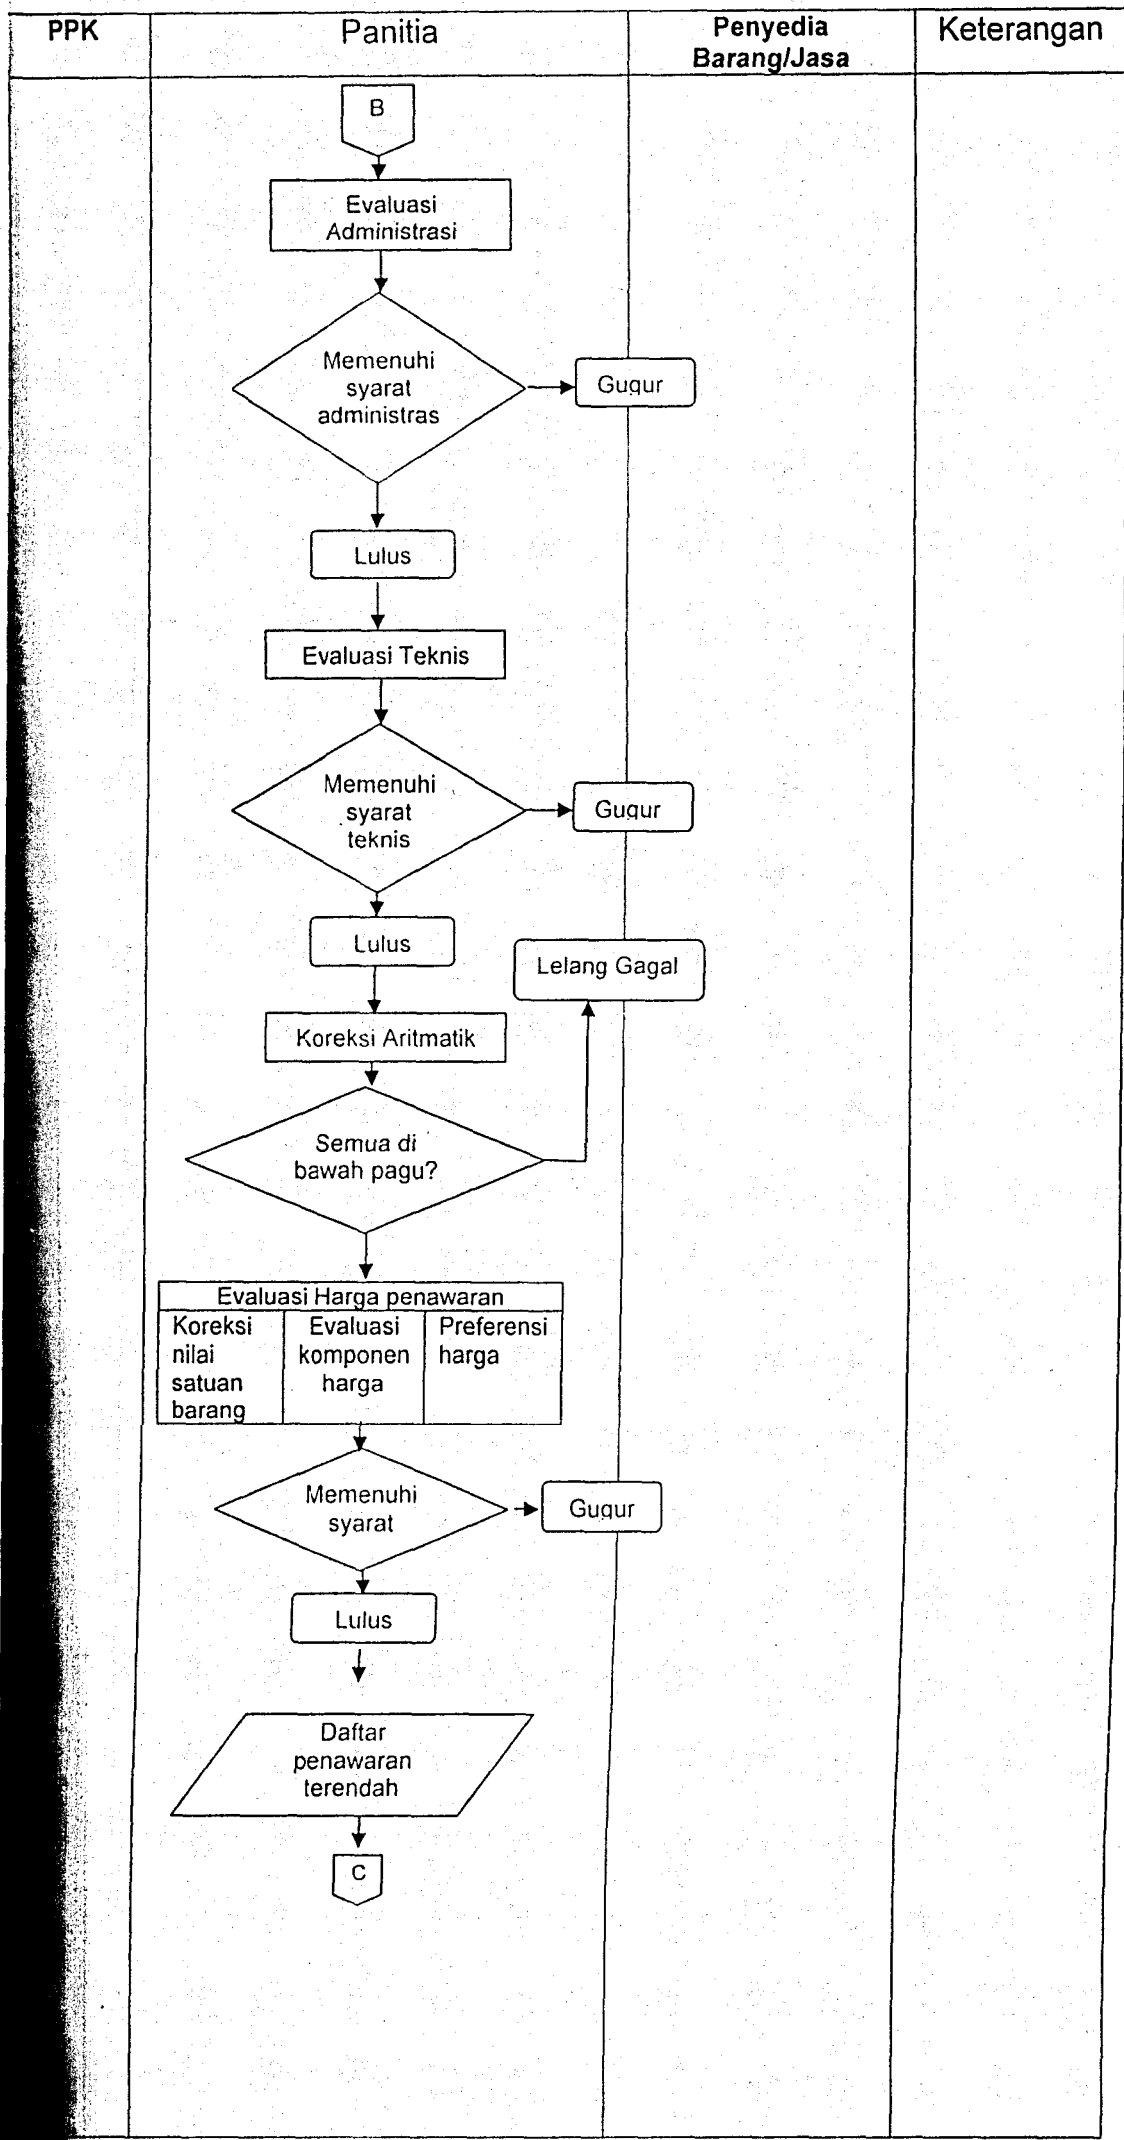 PPK
Panitia
Penyedia
Barang/Jasa
Keterangan
B
Evaluasi
Administrasi
Memenuhi
syarat
administras
Gugur
Lulus
Evaluasi Teknis
Memenuhi
syarat
teknis
Gugur
Lulus
Lelang Gagal
Koreksi Aritmatik
Semua di
bawah pagu?
Evaluasi Harga penawaran
Koreksi
nilai
satuan
barang
Evaluasi
komponen
harga
Preferensi
harga
Memenuhi
syarat
Gugur
Lulus
Daftar
penawaran
terendah
C